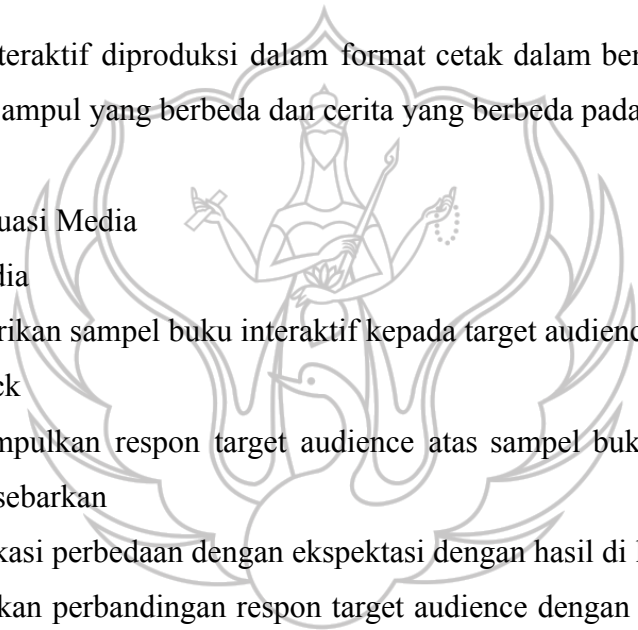 teraktif diproduksi dalam format cetak dalam ber
ampul yang berbeda dan cerita yang berbeda pada
uasi Media
dia
rikan sampel buku interaktif kepada target audienc
ck
mpulkan respon target audience atas sampel buk
sebarkan
kasi perbedaan dengan ekspektasi dengan hasil di
kan perbandingan respon target audience dengan